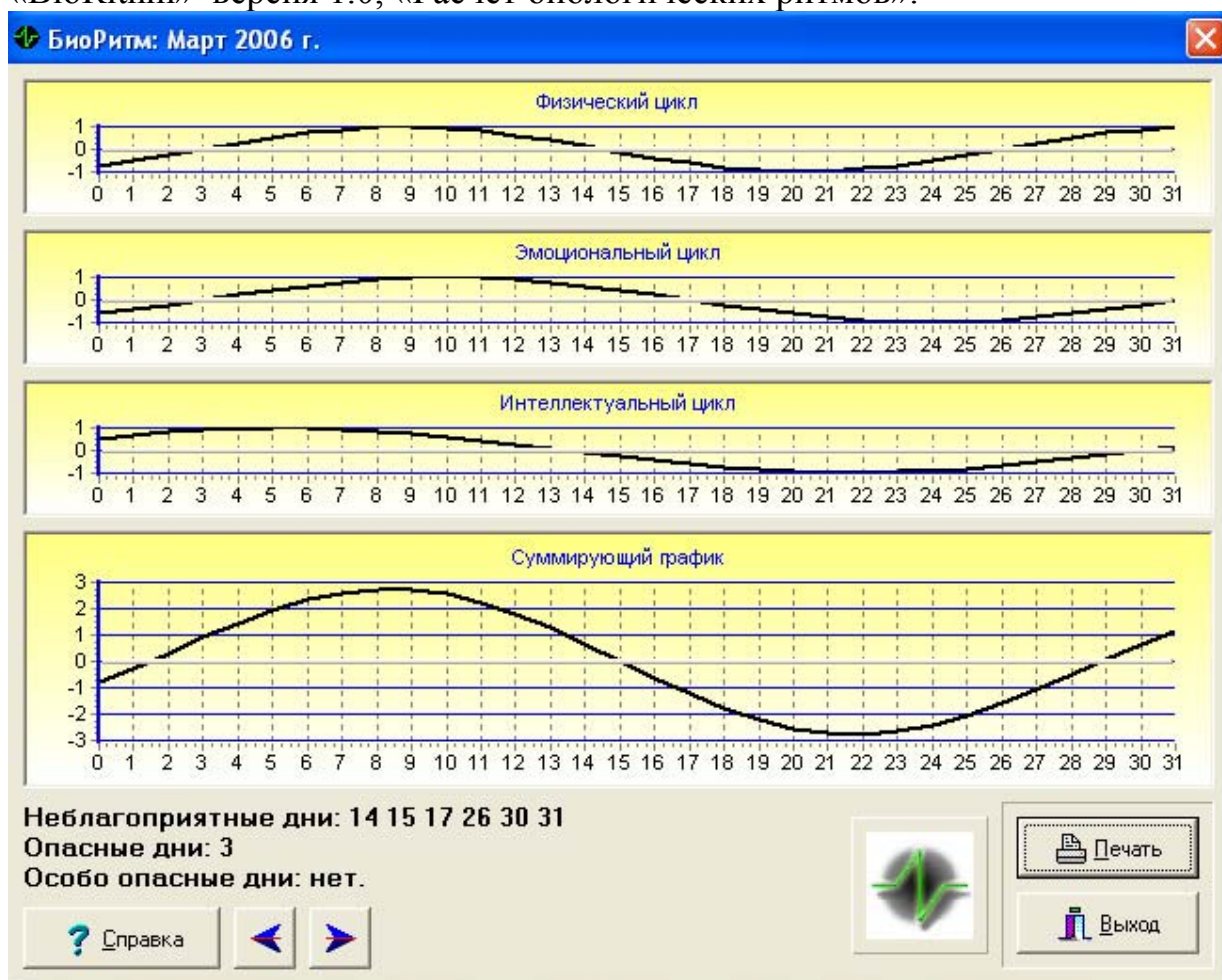 «BioRithm» версия 1.0, «Расчет биологических ритмов».
БиоРитм: Март 2006 г.
Физический цикл
1
0
-1
0 1 2 3 4 5 6 7 8 9 10 11 12 13 14 15 16 17 18 19 20 21 22 23 24 25 26 27 28 29 30 31
Эмоциональный цикл
1
0
-1
0 1 2 3 4 5 6 7 8 9 10 11 12 13 14 15 16 17 18 19 20 21 22 23 24 25 26 27 28 29 30 31
Интеллектуальный цикл
1
0
-1
0 1 2 3 4 5 6 7 8 9 10 11 12 13 14 15 16 17 18 19 20 21 22 23 24 25 26 27 28 29 30 31
Суммирующий график
3
2
1
0
-1
-2
-3
0 1 2 3 4 5 6 7 8 9 10 11 12 13 14 15 16 17 18 19 20 21 22 23 24 25 26 27 28 29 30 31
Неблагоприятные дни: 14 15 17 26 30 31
Опасные дни: 3
Особо опасные дни: нет.
Печать
? Справка
Выход